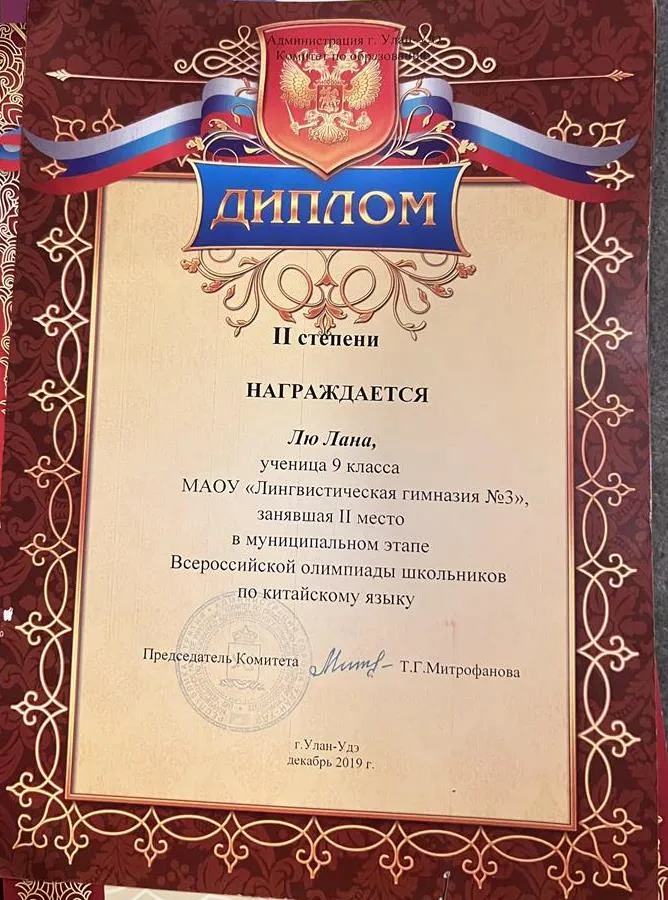 Администрация г. Улан-Удэ
Комитет по образованию
ДИПЛОМ
II степени
НАГРАЖДАЕТСЯ
Лю Лана,
ученица 9 класса
МАОУ «Лингвистическая гимназия №3»,
занявшая II место
в муниципальном этапе
Всероссийской олимпиады школьников
по китайскому языку
Председатель Комитета
Т.Г.Митрофанова
г.Улан-Удэ
декабрь 2019 г.